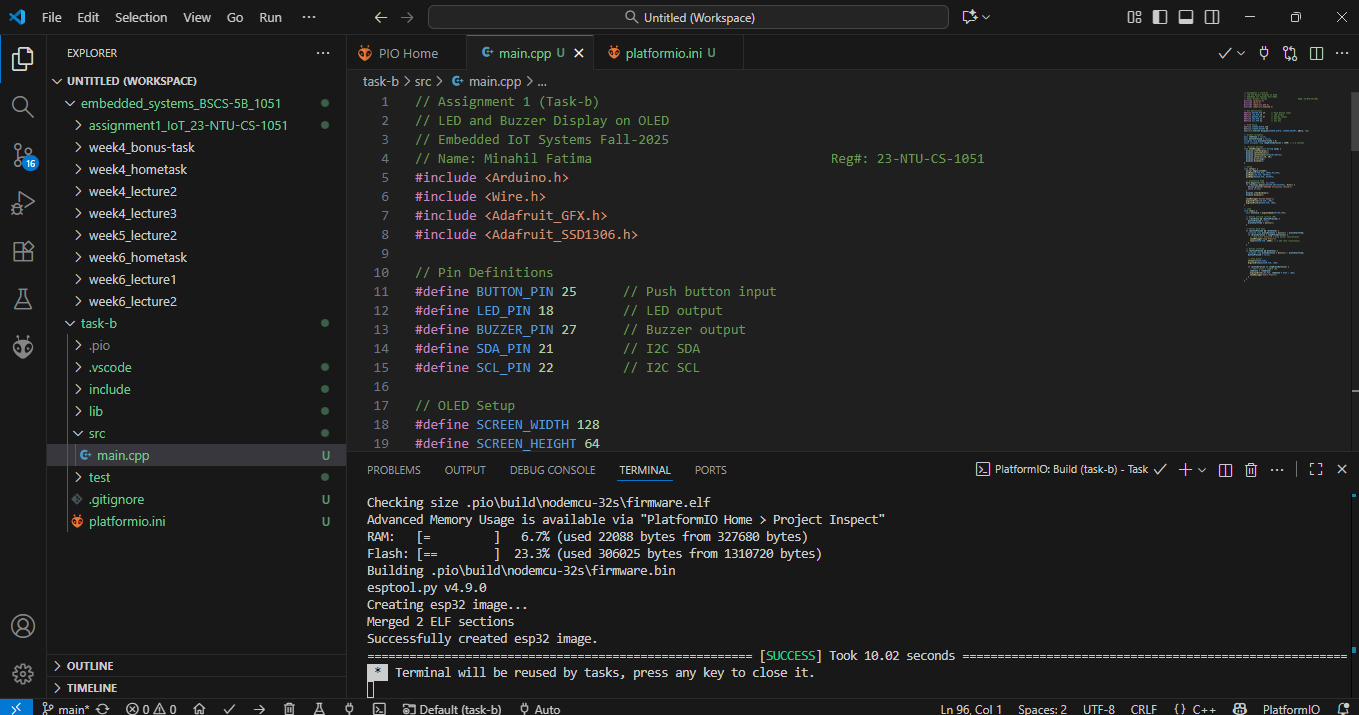 File Edit Selection View Go Run ··· Untitled (Workspace)
EXPLORER
UNTITLED (WORKSPACE)
embedded_systems_BSCS-5B_1051
assignment1_IoT_23-NTU-CS-1051
week4_bonus-task
week4_hometask
week4_lecture2
week4_lecture3
week5_lecture2
week6_hometask
week6_lecture1
week6_lecture2
task-b
.pio
.vscode
include
lib
src
main.cpp U
test
.gitignore U
platformio.ini U
OUTLINE
TIMELINE
16
PIO Home main.cpp U platformio.ini U
task-b > src > main.cpp > ...
1 // Assignment 1 (Task-b)
2 // LED and Buzzer Display on OLED
3 // Embedded IoT Systems Fall-2025
4 // Name: Minahil Fatima Reg#: 23-NTU-CS-1051
5 #include <Arduino.h>
6 #include <Wire.h>
7 #include <Adafruit_GFX.h>
8 #include <Adafruit_SSD1306.h>
9
10 // Pin Definitions
11 #define BUTTON_PIN 25 // Push button input
12 #define LED_PIN 18 // LED output
13 #define BUZZER_PIN 27 // Buzzer output
14 #define SDA_PIN 21 // I2C SDA
15 #define SCL_PIN 22 // I2C SCL
16
17 // OLED Setup
18 #define SCREEN_WIDTH 128
19 #define SCREEN_HEIGHT 64
PROBLEMS OUTPUT DEBUG CONSOLE TERMINAL PORTS PlatformIO: Build (task-b) - Task
Checking size .pio\build\nodemcu-32s\firmware.elf
Advanced Memory Usage is available via "PlatformIO Home > Project Inspect"
RAM: [= ] 6.7% (used 22088 bytes from 327680 bytes)
Flash: [== ] 23.3% (used 306025 bytes from 1310720 bytes)
Building .pio\build\nodemcu-32s\firmware.bin
esptool.py v4.9.0
Creating esp32 image...
Merged 2 ELF sections
Successfully created esp32 image.
[SUCCESS] Took 10.02 seconds
* Terminal will be reused by tasks, press any key to close it.
main* 0 0 Default (task-b) Auto Ln 96, Col 1 Spaces: 2 UTF-8 CRLF {} C++ PlatformIO